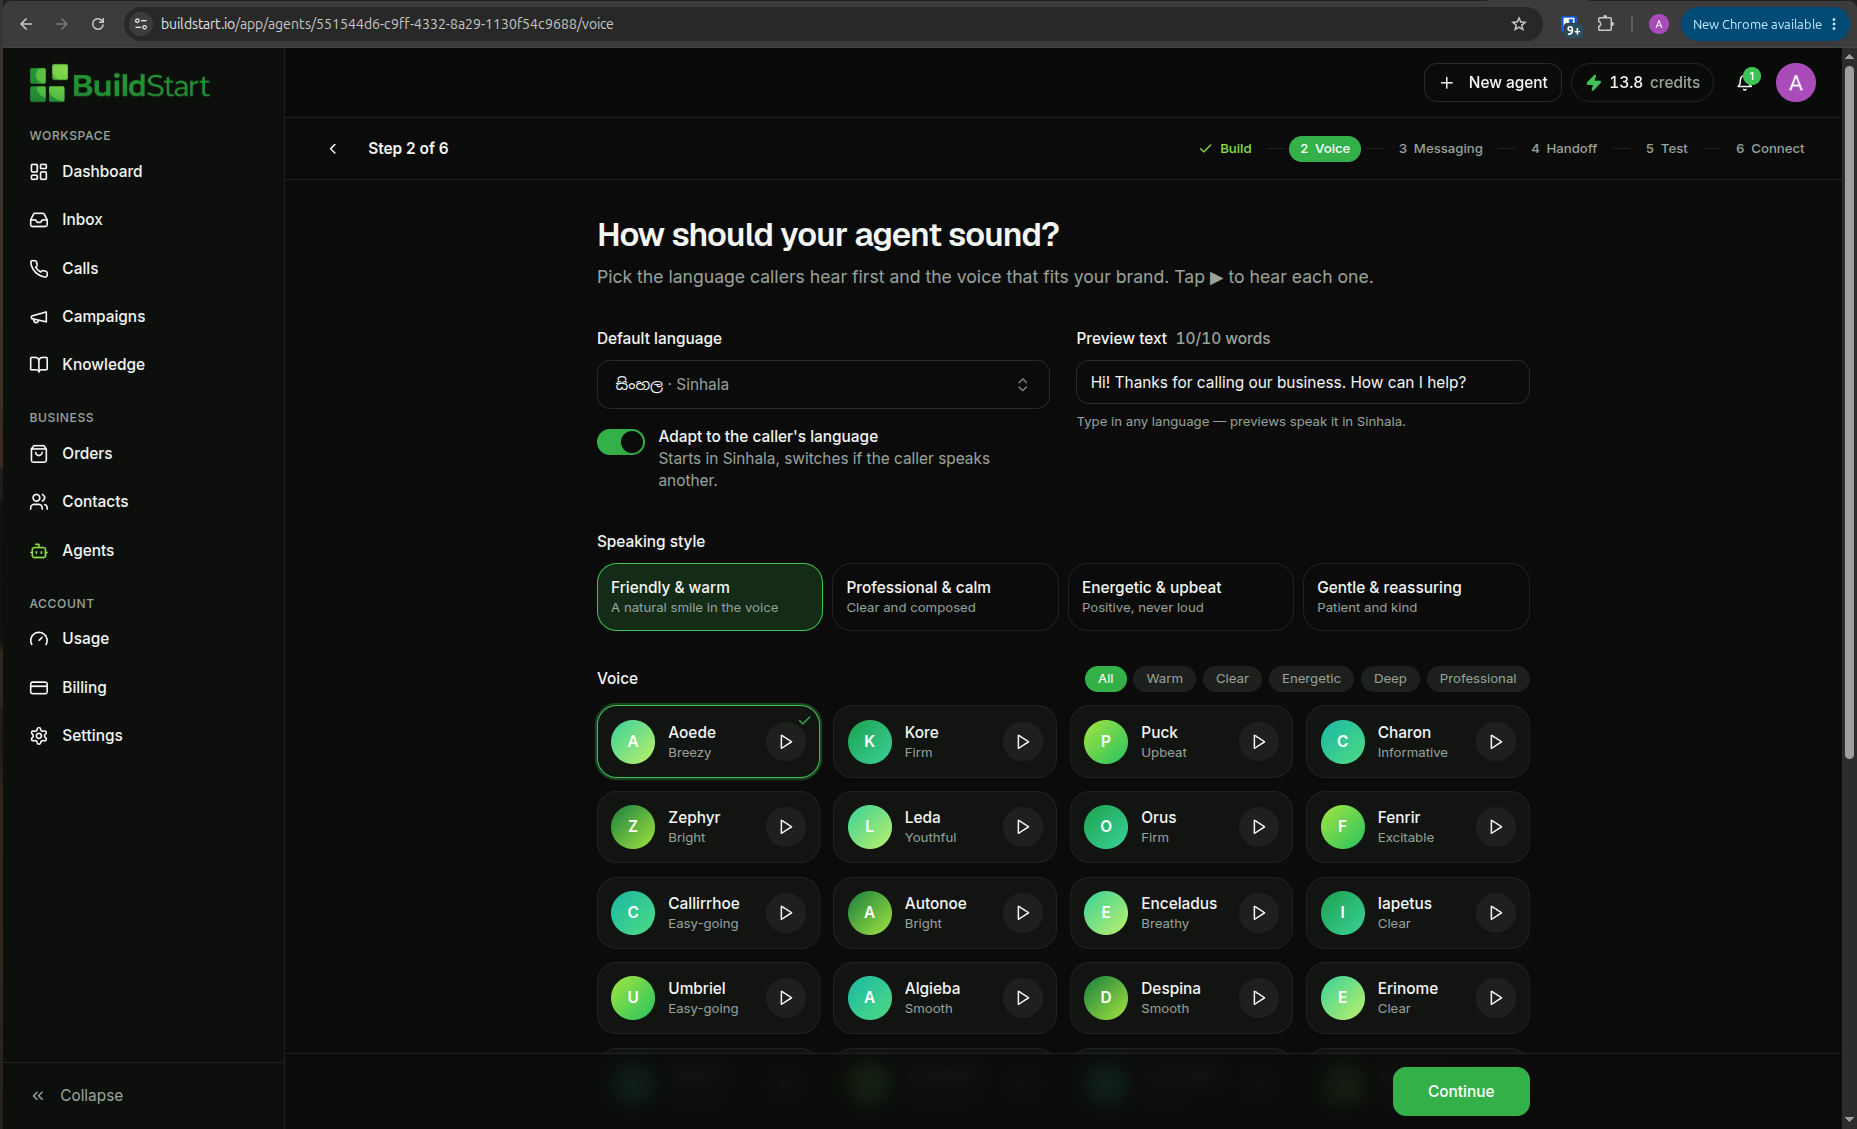 buildstart.io/app/agents/551544d6-c9ff-4332-8a29-1130f54c9688/voice
9+
A
New Chrome available
BuildStart
New agent
13.8 credits
1
A
WORKSPACE
Dashboard
Inbox
Calls
Campaigns
Knowledge
BUSINESS
Orders
Contacts
Agents
ACCOUNT
Usage
Billing
Settings
Collapse
Step 2 of 6
Build
2 Voice
3 Messaging
4 Handoff
5 Test
6 Connect
How should your agent sound?
Pick the language callers hear first and the voice that fits your brand. Tap ▶ to hear each one.
Default language
සිංහල · Sinhala
Adapt to the caller's language
Starts in Sinhala, switches if the caller speaks
another.
Preview text 10/10 words
Hi! Thanks for calling our business. How can I help?
Type in any language — previews speak it in Sinhala.
Speaking style
Friendly & warm
A natural smile in the voice
Professional & calm
Clear and composed
Energetic & upbeat
Positive, never loud
Gentle & reassuring
Patient and kind
Voice
All
Warm
Clear
Energetic
Deep
Professional
A
Aoede
Breezy
K
Kore
Firm
P
Puck
Upbeat
C
Charon
Informative
Z
Zephyr
Bright
L
Leda
Youthful
O
Orus
Firm
F
Fenrir
Excitable
C
Callirrhoe
Easy-going
A
Autonoe
Bright
E
Enceladus
Breathy
I
Iapetus
Clear
U
Umbriel
Easy-going
A
Algieba
Smooth
D
Despina
Smooth
E
Erinome
Clear
Continue